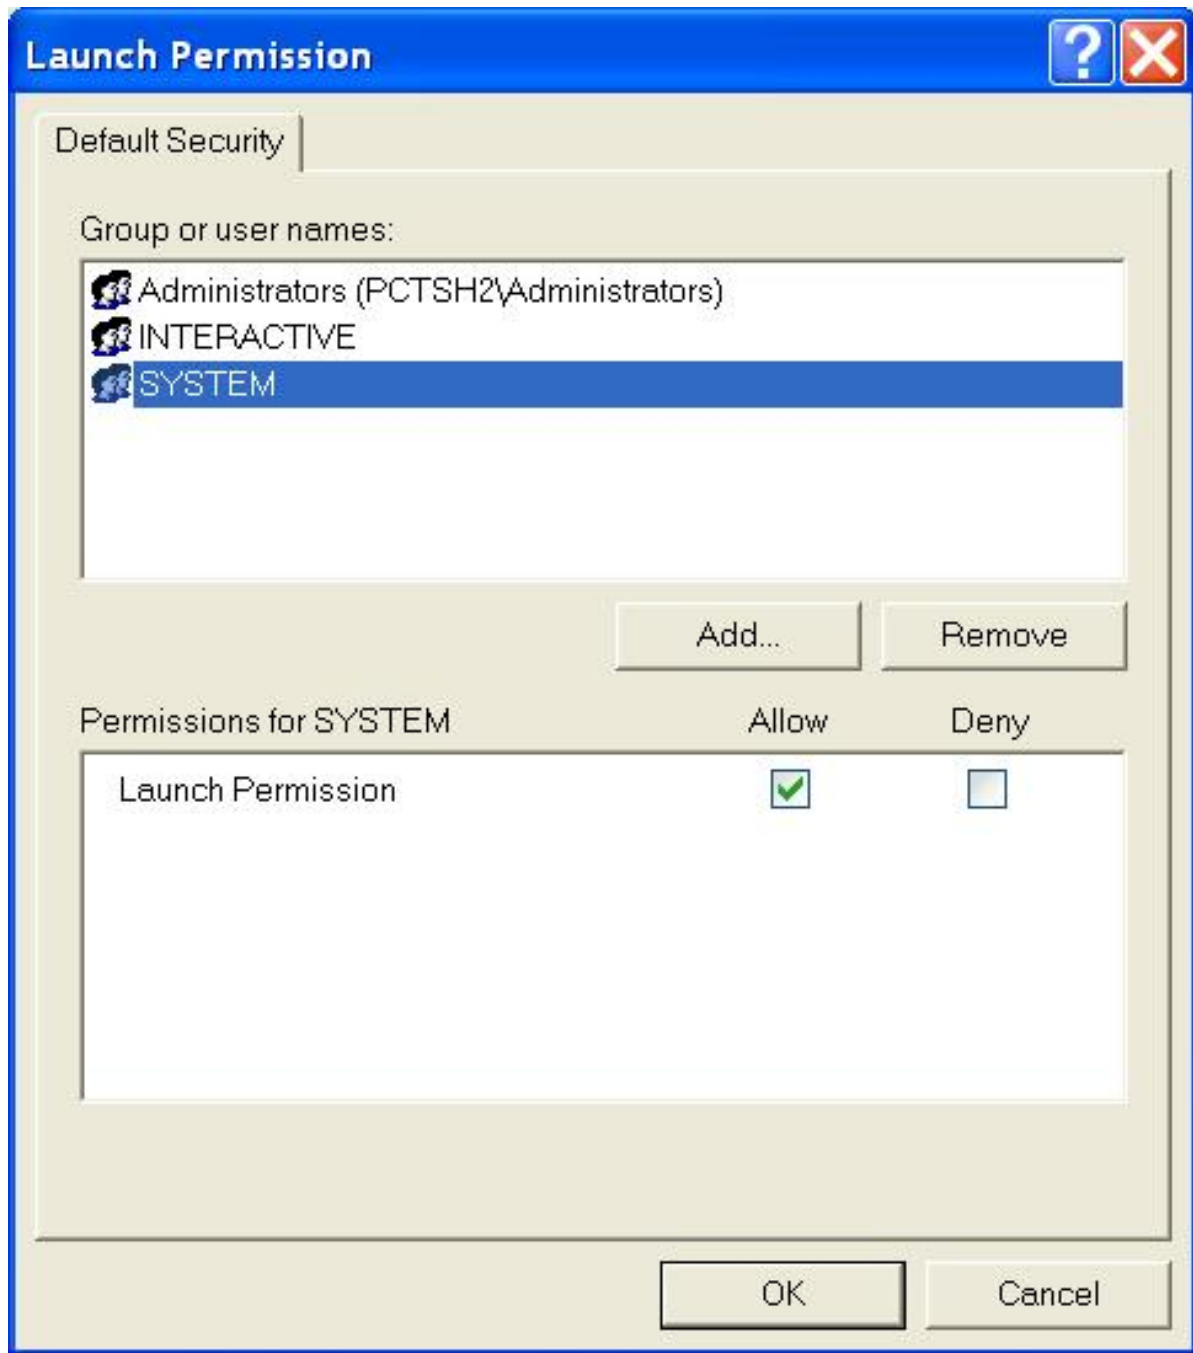 Launch Permission
Default Security
Group or user names:
Administrators (PCTSH2\Administrators)
INTERACTIVE
SYSTEM
Add... Remove
Permissions for SYSTEM Allow Deny
Launch Permission
OK Cancel